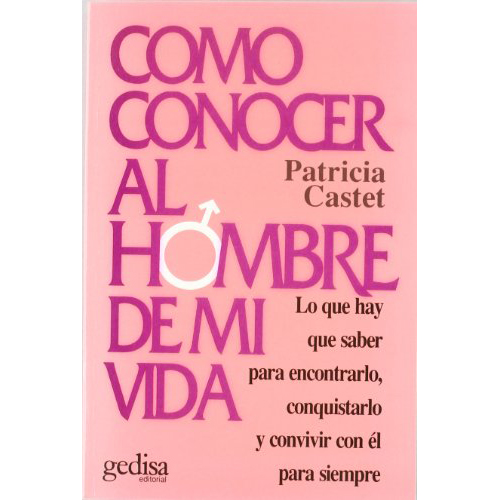 COMO
CONOCER
AL
HOMBRE
DE MI
VIDA
Patricia
Castet
Lo que hay
que saber
para encontrarlo,
conquistarlo
y convivir con él
para siempre
gedisa
editorial